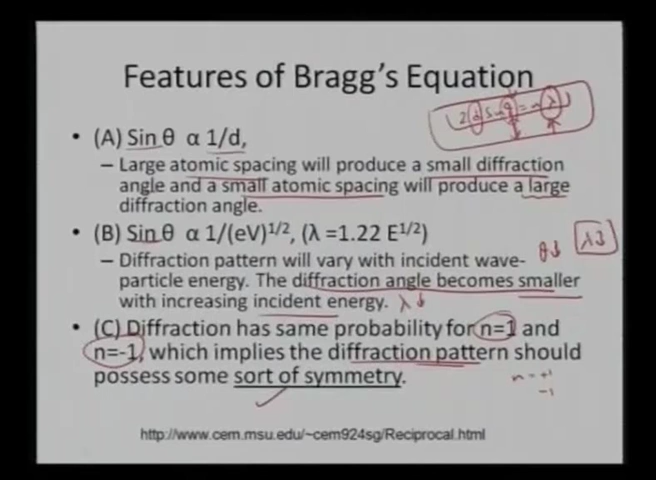 Features of Bragg's Equation
2 d Sin θ = n λ
• (A) Sin θ α 1/d,
– Large atomic spacing will produce a small diffraction
angle and a small atomic spacing will produce a large
diffraction angle.
• (B) Sin θ α 1/(eV)^1/2, (λ =1.22 E^1/2)
θ↓ λ↓
– Diffraction pattern will vary with incident wave-
particle energy. The diffraction angle becomes smaller
with increasing incident energy. λ↓
• (C) Diffraction has same probability for n=1 and
n=-1, which implies the diffraction pattern should
possess some sort of symmetry.
n = +1
-1
http://www.cem.msu.edu/~cem924sg/Reciprocal.html